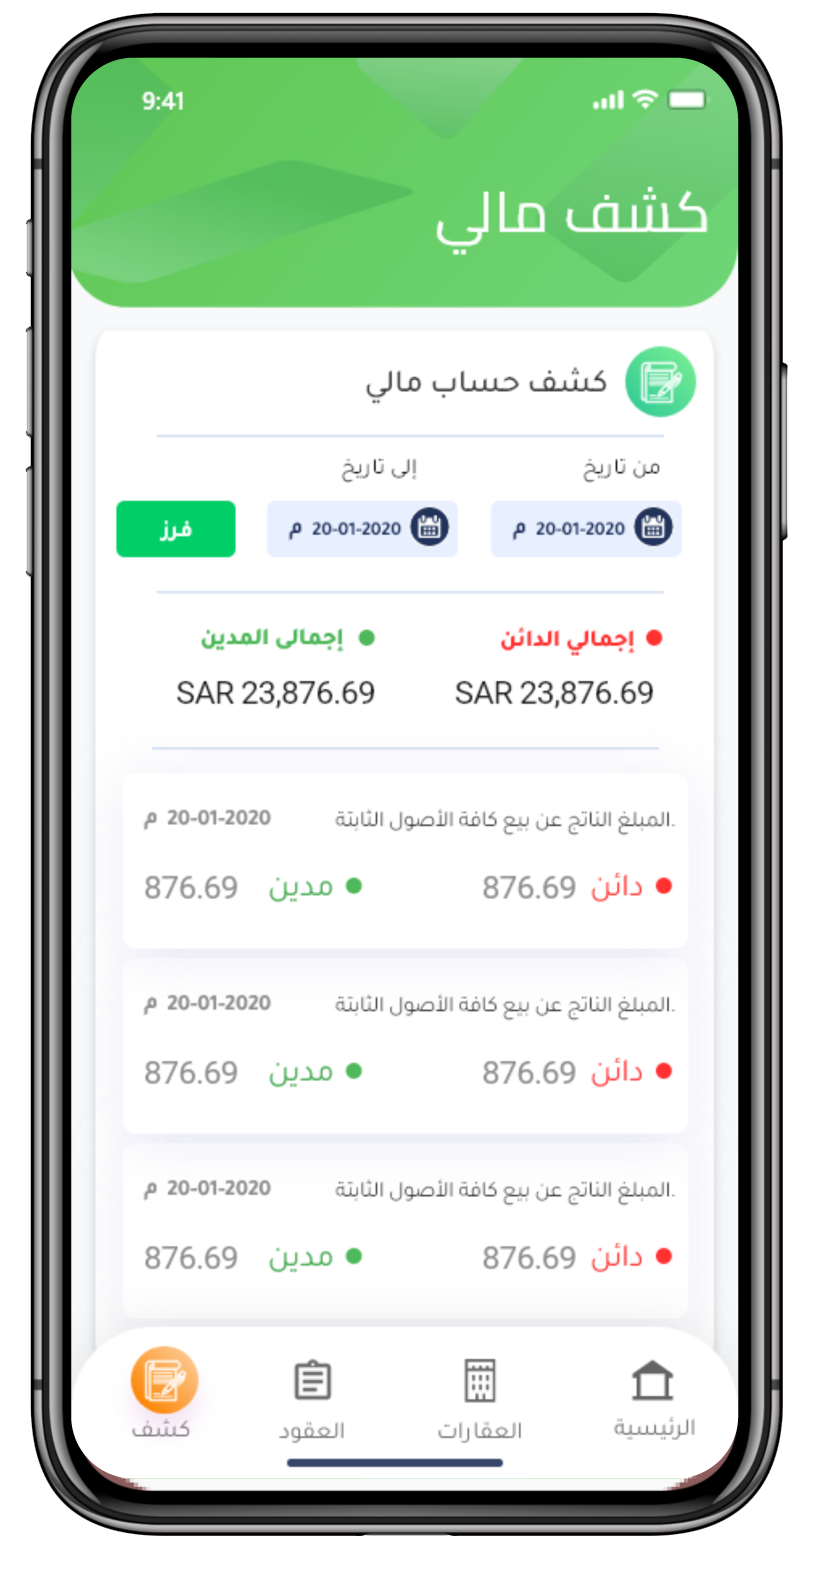 9:41
كشف مالي
كشف حساب مالي
من تاريخ إلى تاريخ
20-01-2020 م 20-01-2020 م فرز
إجمالي الدائن إجمالى المدين
SAR 23,876.69 SAR 23,876.69
.المبلغ الناتج عن بيع كافة الأصول الثابتة 20-01-2020 م
دائن 876.69 مدين 876.69
.المبلغ الناتج عن بيع كافة الأصول الثابتة 20-01-2020 م
دائن 876.69 مدين 876.69
.المبلغ الناتج عن بيع كافة الأصول الثابتة 20-01-2020 م
دائن 876.69 مدين 876.69
الرئيسية العقارات العقود كشف